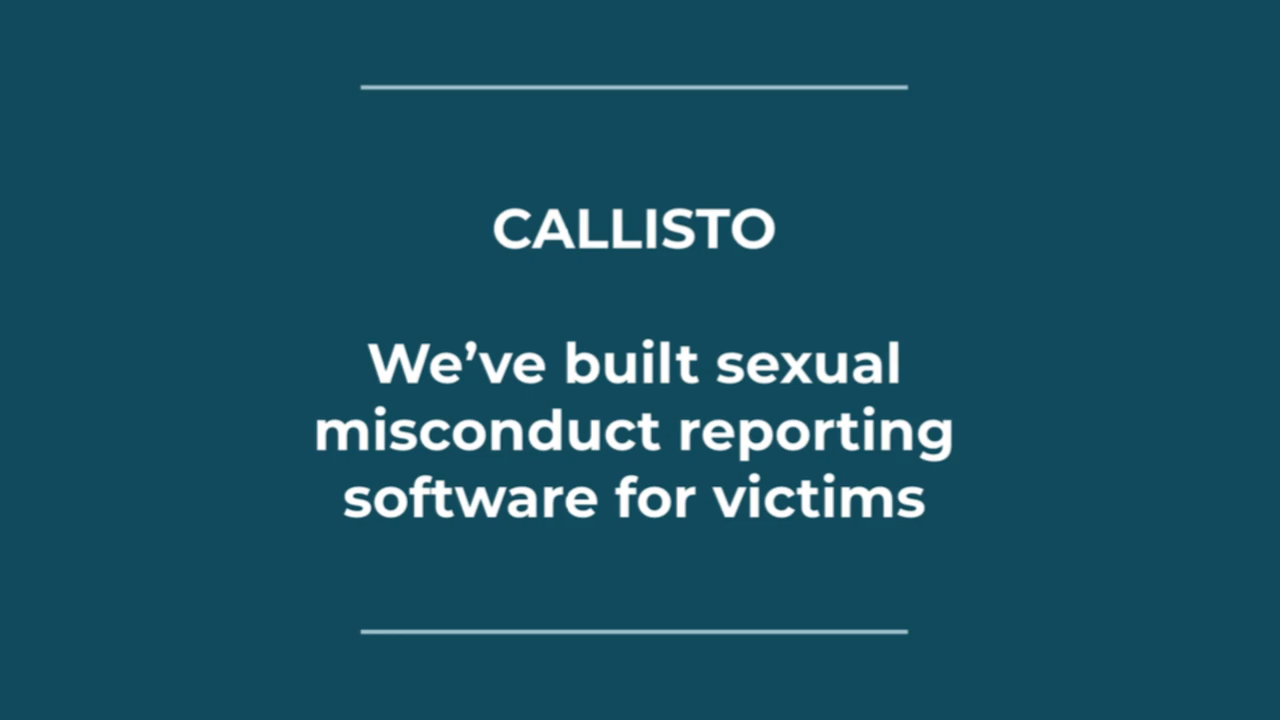 CALLISTO
We’ve built sexual
misconduct reporting
software for victims